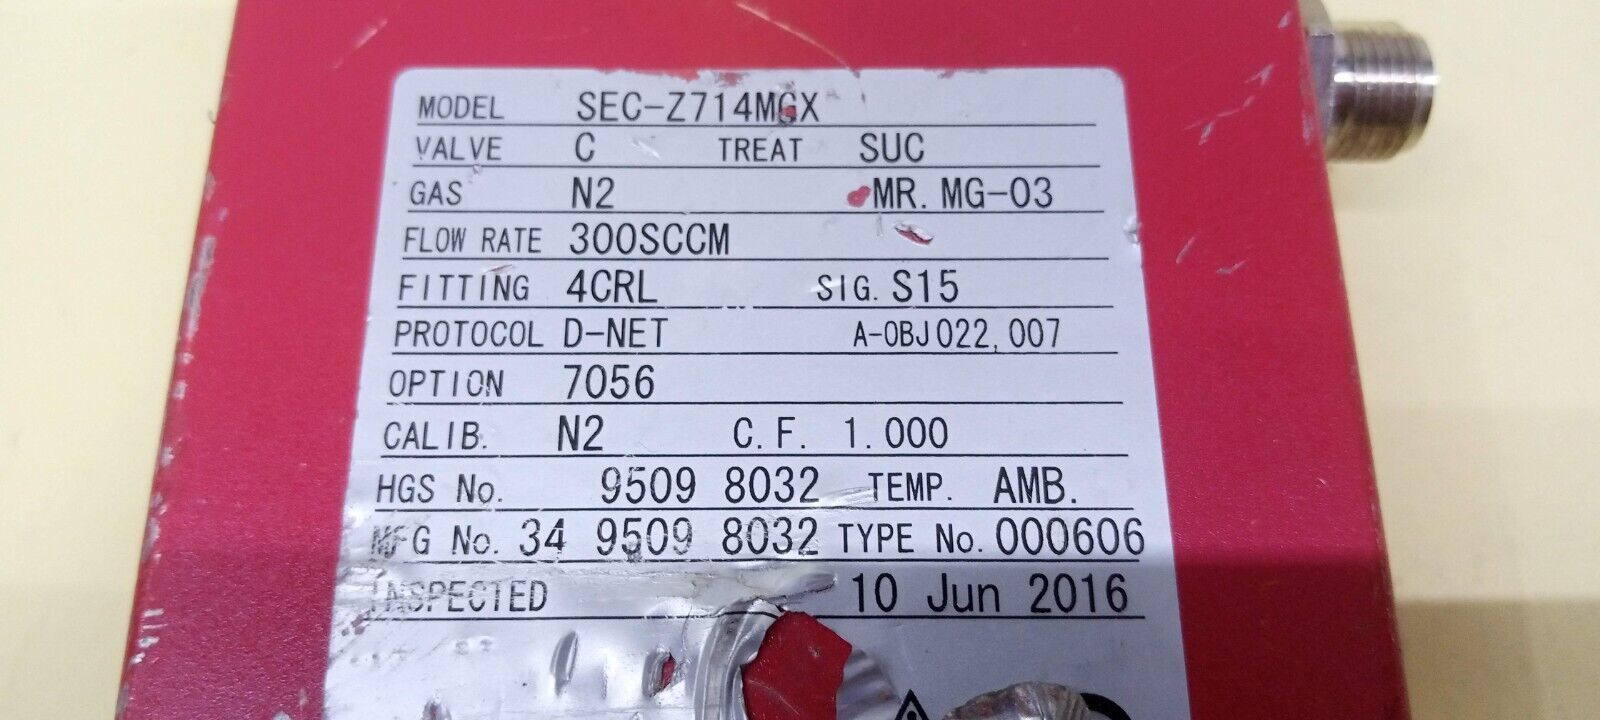 MODEL SEC-Z714MGX
VALVE C TREAT SUC
GAS N2 MR. MG-03
FLOW RATE 300SCCM
FITTING 4CRL SIG. S15
PROTOCOL D-NET A-OBJ022, 007
OPTION 7056
CALIB. N2 C.F. 1.000
HGS No. 9509 8032 TEMP. AMB.
MFG No. 34 9509 8032 TYPE No. 000606
INSPECTED 10 Jun 2016